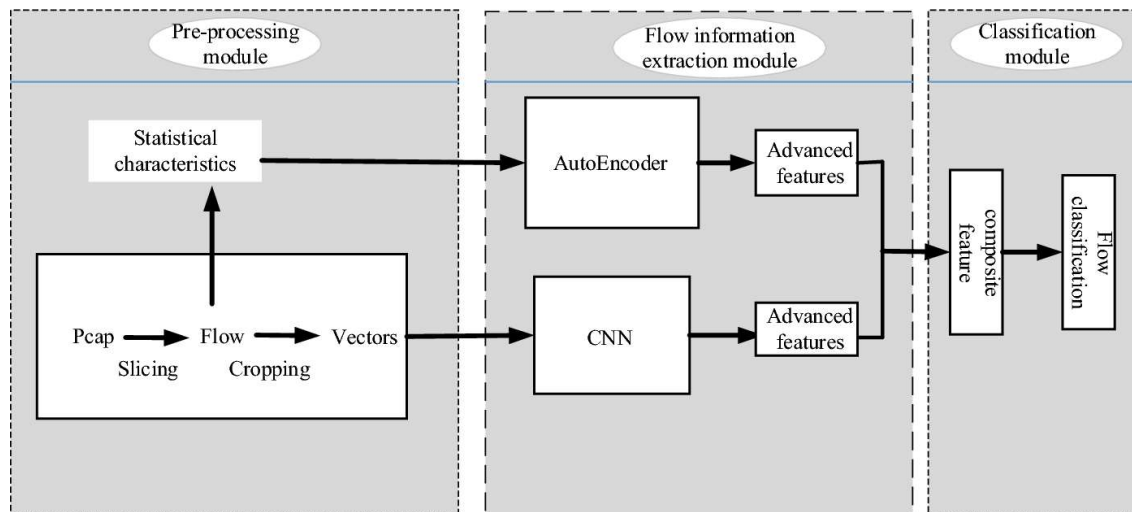 Pre-processing
module
Flow information
extraction module
Classification
module
Statistical
characteristics
AutoEncoder
Advanced
features
composite
feature
Flow
classification
Pcap
Slicing
Flow
Cropping
Vectors
CNN
Advanced
features